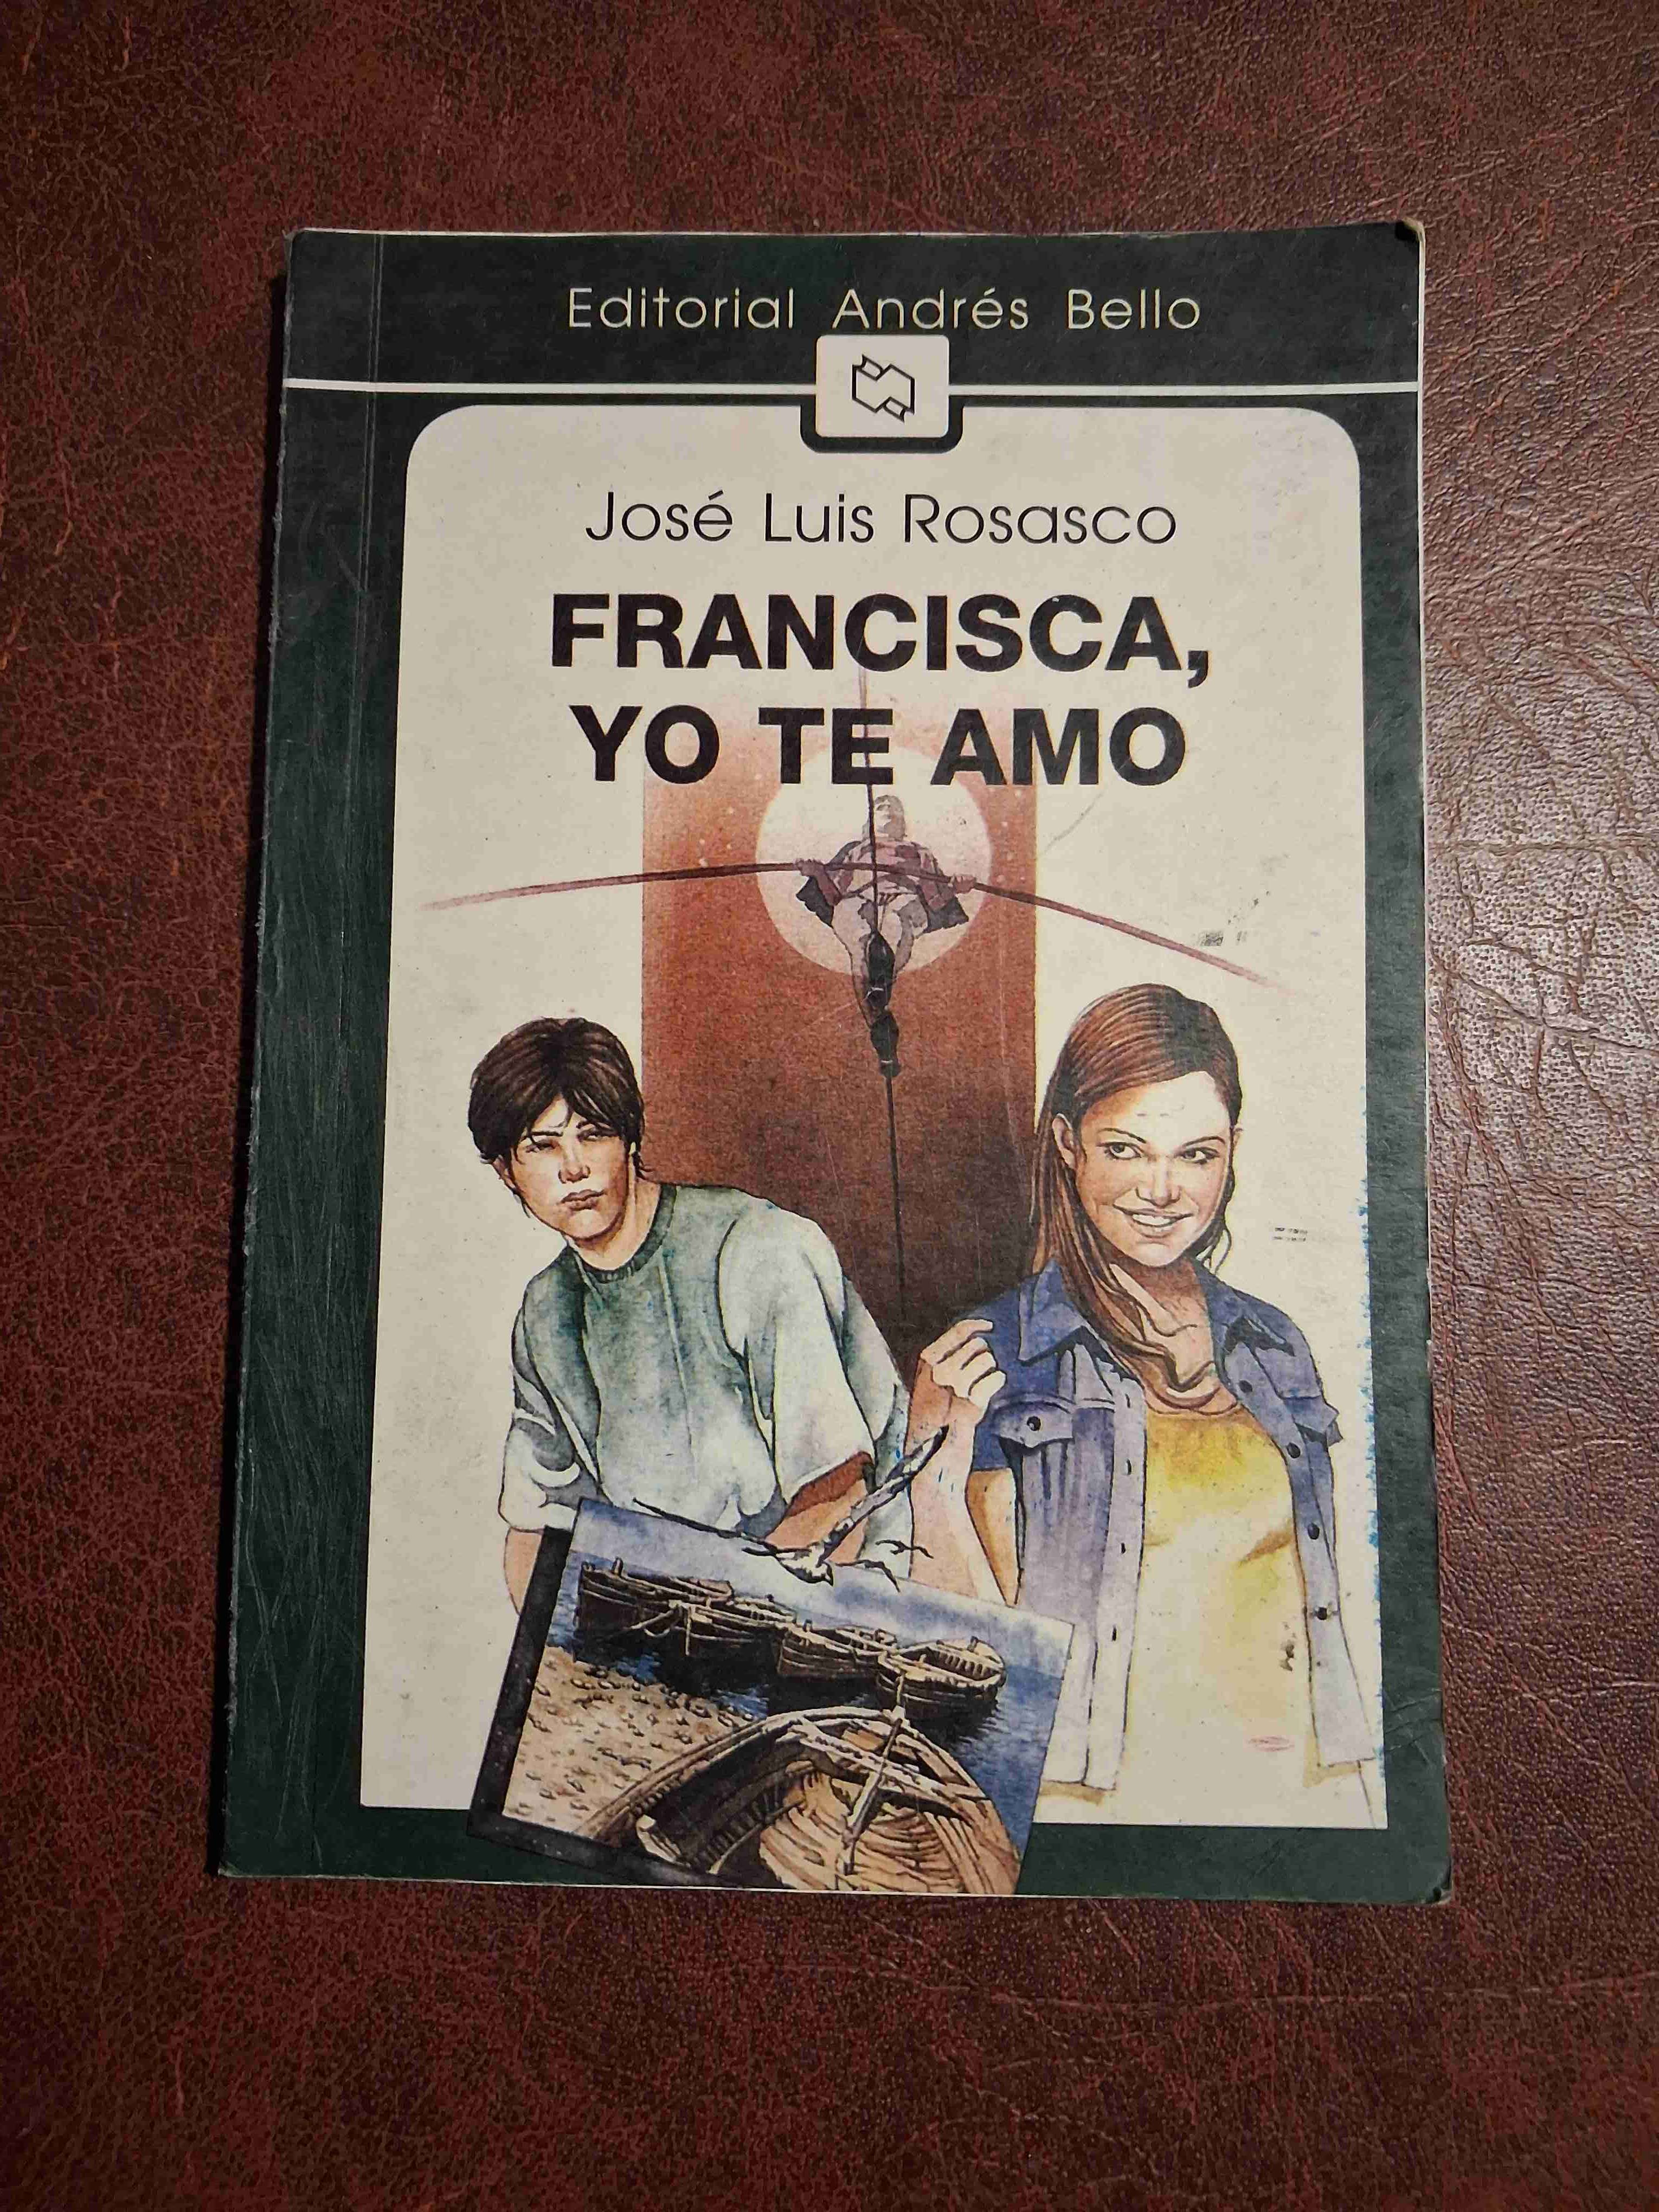 Editorial Andrés Bello
José Luis Rosasco
FRANCISCA,
YO TE AMO